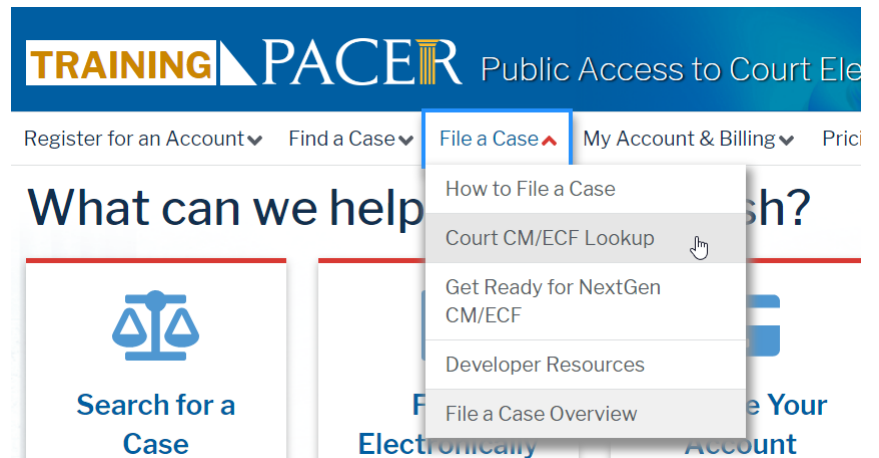 TRAINING PACER Public Access to Court Ele
Register for an Account Find a Case File a Case My Account & Billing Prici
What can we help sh?
How to File a Case
Court CM/ECF Lookup
Get Ready for NextGen
CM/ECF
Developer Resources
File a Case Overview
Search for a
Case
F
Electronically
e Your
Account